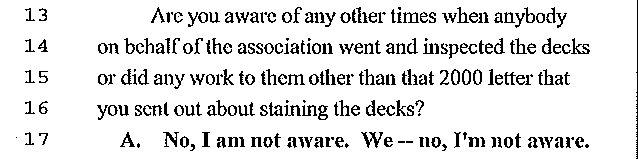 13 Are you aware of any other times when anybody
14 on behalf of the association went and inspected the decks
15 or did any work to them other than that 2000 letter that
16 you sent out about staining the decks?
17 A. No, I am not aware. We -- no, I'm not aware.